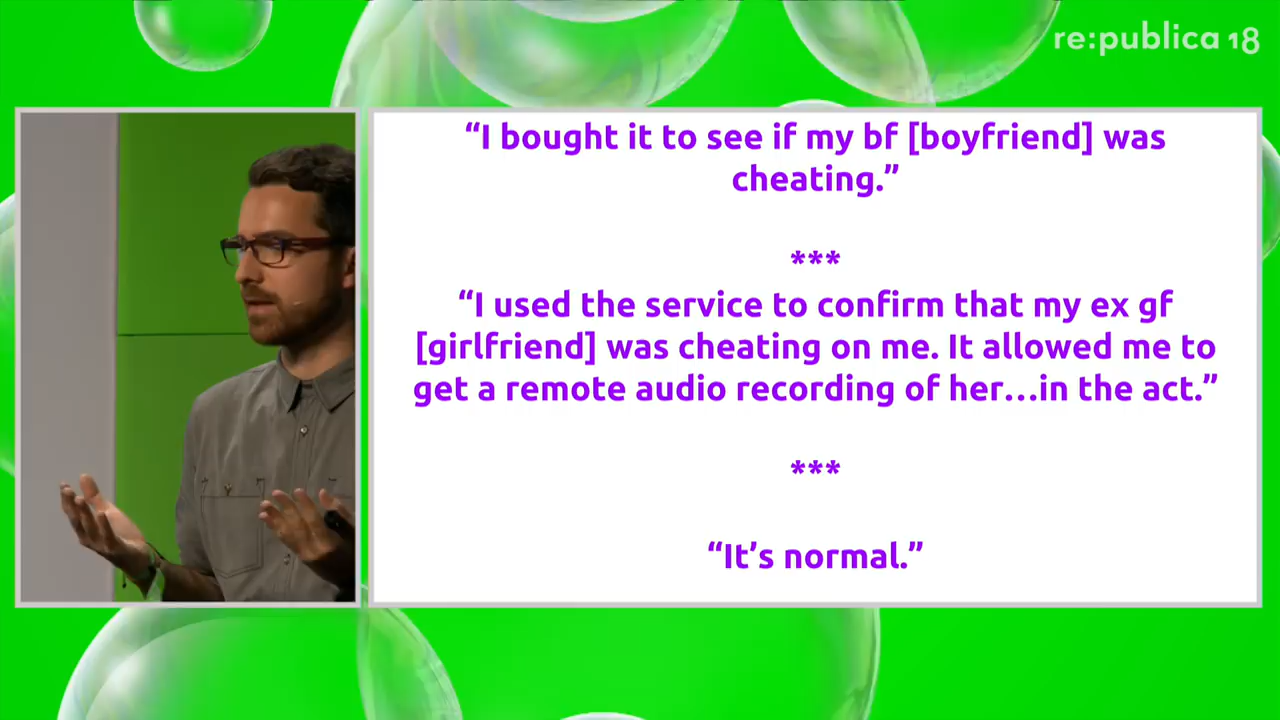 re:publica 18
“I bought it to see if my bf [boyfriend] was
cheating.”
***
“I used the service to confirm that my ex gf
[girlfriend] was cheating on me. It allowed me to
get a remote audio recording of her…in the act.”
***
“It’s normal.”